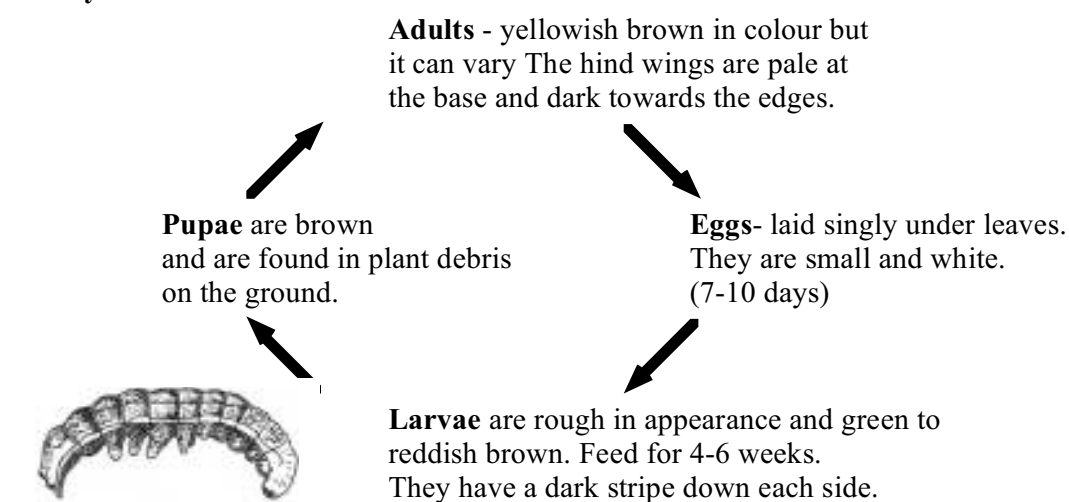 Adults - yellowish brown in colour but
it can vary The hind wings are pale at
the base and dark towards the edges.
Pupae are brown
and are found in plant debris
on the ground.
Eggs- laid singly under leaves.
They are small and white.
(7-10 days)
Larvae are rough in appearance and green to
reddish brown. Feed for 4-6 weeks.
They have a dark stripe down each side.